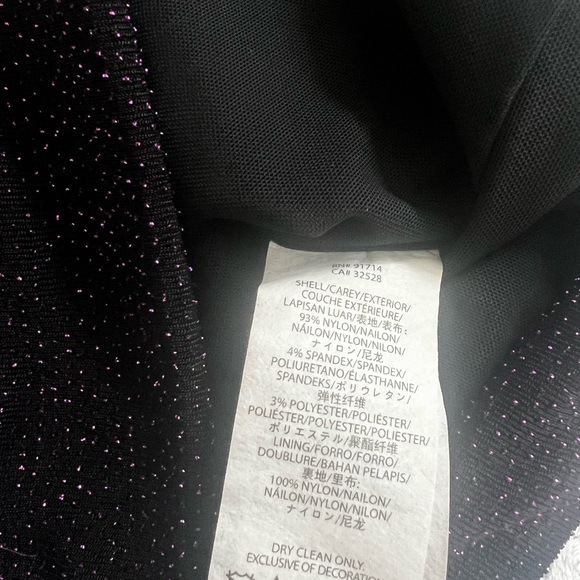 RN# 91714
CA# 32528
SHELL/CAREY/EXTERIOR/
COUCHE EXTÉRIEURE/
LAPISAN LUAR/表地/表布:
93% NYLON/NAILON/
NÁILON/NYLON/NILON/
ナイロン/尼龙
4% SPANDEX/SPANDEX/
POLIURETANO/ÉLASTHANNE/
SPANDEKS/ポリウレタン/
弹性纤维
3% POLYESTER/POLIÉSTER/
POLIÉSTER/POLYESTER/POLIESTER/
ポリエステル/聚酯纤维
LINING/FORRO/FORRO/
DOUBLURE/BAHAN PELAPIS/
裏地/里布:
100% NYLON/NAILON/
NÁILON/NYLON/NILON/
ナイロン/尼龙
DRY CLEAN ONLY.
EXCLUSIVE OF DECORATION